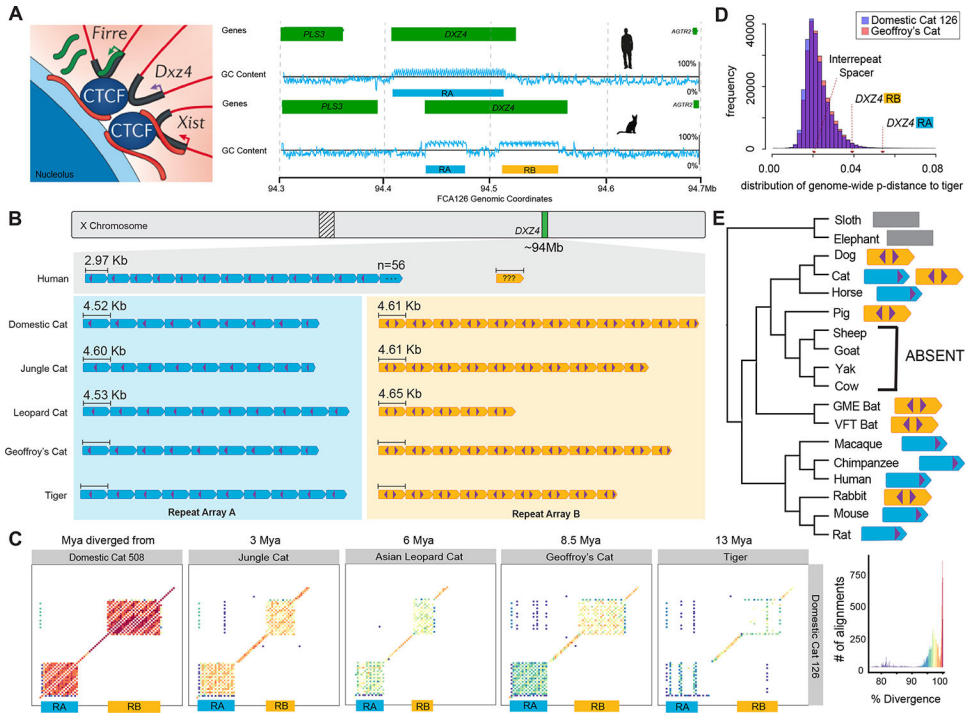 A
Firre
Dxz4
CTCF
CTCF
Xist
Nucleolus
Genes
PLS3
DXZ4
AGTR2
GC Content
100%
0%
RA
Genes
PLS3
DXZ4
AGTR2
GC Content
100%
0%
RA
RB
94.3
94.4
94.5
94.6
94.7Mb
FCA126 Genomic Coordinates
D
Domestic Cat 126
Geoffroy's Cat
Interrepeat
Spacer
DXZ4 RB
DXZ4 RA
frequency
0
20000
40000
0.00
0.02
0.04
0.06
0.08
distribution of genome-wide p-distance to tiger
B
X Chromosome
DXZ4
~94Mb
2.97 Kb
n=56
Human
- - -
???
4.52 Kb
4.61 Kb
Domestic Cat
4.60 Kb
4.61 Kb
Jungle Cat
4.53 Kb
4.65 Kb
Leopard Cat
Geoffroy's Cat
Tiger
Repeat Array A
Repeat Array B
E
Sloth
Elephant
Dog
Cat
Horse
Pig
Sheep
Goat
Yak
Cow
ABSENT
GME Bat
VFT Bat
Macaque
Chimpanzee
Human
Rabbit
Mouse
Rat
C
Mya diverged from
3 Mya
6 Mya
8.5 Mya
13 Mya
Domestic Cat 508
Jungle Cat
Asian Leopard Cat
Geoffroy's Cat
Tiger
Domestic Cat 126
RA
RB
RA
RB
RA
RB
RA
RB
RA
RB
# of alignments
0
250
500
750
80
90
100
% Divergence